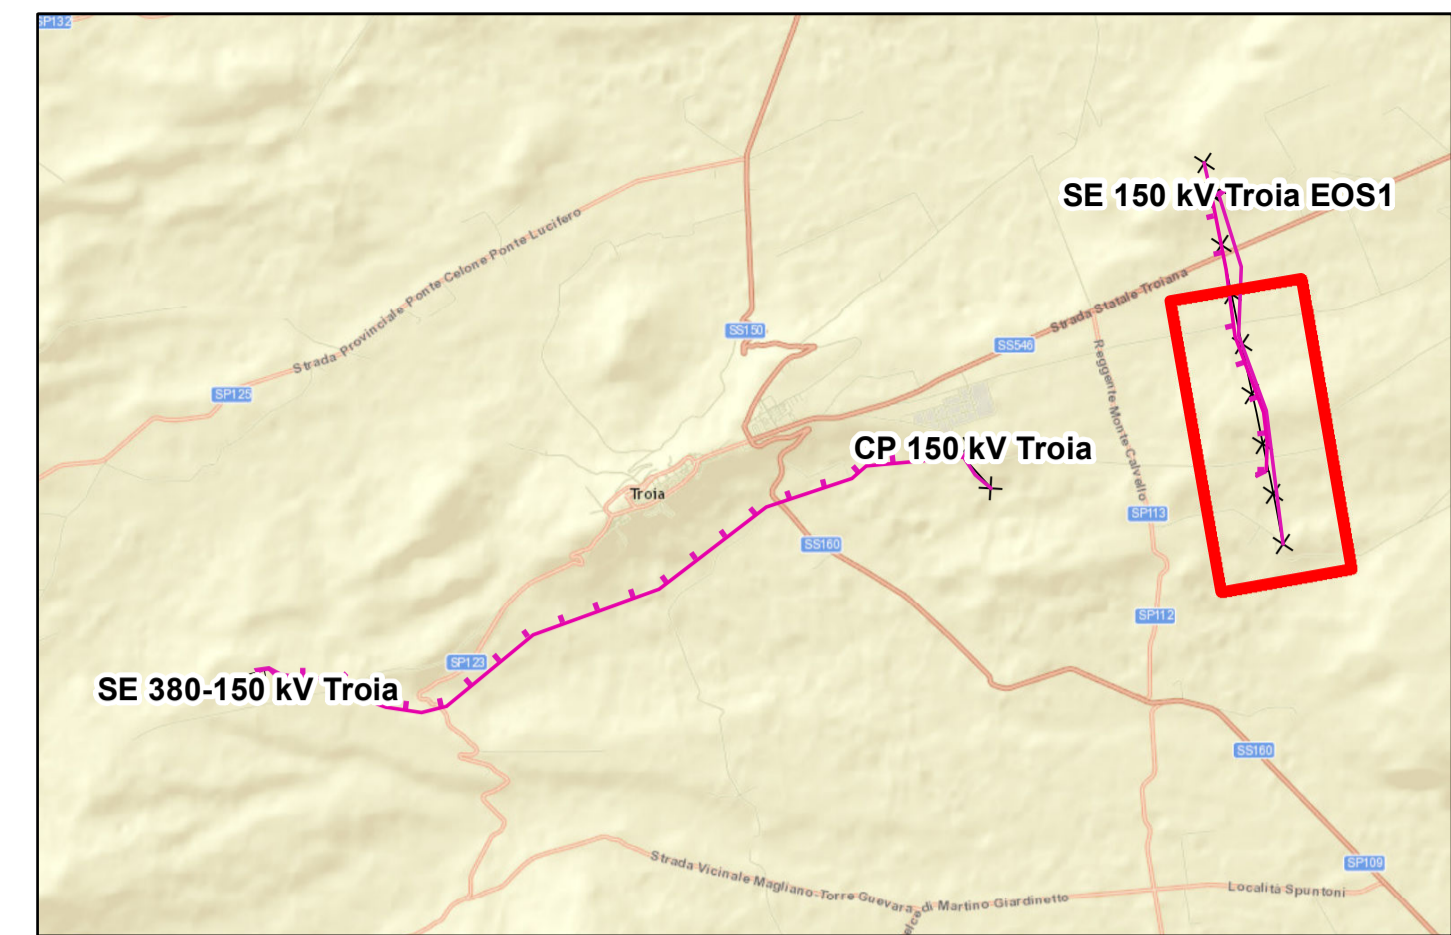 SP132
SE 150 kV Troia EOS1
Strada Provinciale Ponte Celone Ponte Lucifero
Strada Statale Troiana
SS150
SS546
SP125
Reggente Monte Calvello
CP 150 kV Troia
Troia
SP113
SS160
SP112
SP123
SE 380-150 kV Troia
SS160
Strada Vicinale Magliano-Torre Guevara di Martino Giardinetto
SP109
Località Spuntoni